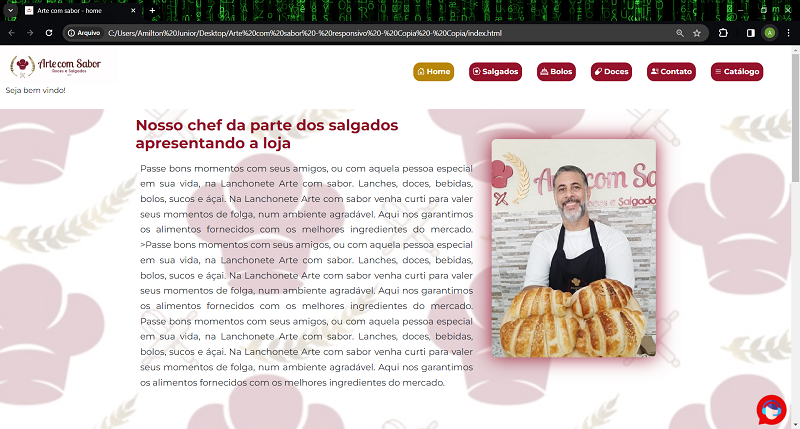 Arte com sabor - home
Arquivo C:/Users/Amilton%20Junior/Desktop/Arte%20com%20sabor%20-%20responsivo%20-%20Copia%20-%20Copia/index.html
A
Arte com Sabor
Doces e Salgados
Home Salgados Bolos Doces Contato Catálogo
Seja bem vindo!
Nosso chef da parte dos salgados
apresentando a loja
Passe bons momentos com seus amigos, ou com aquela pessoa especial
em sua vida, na Lanchonete Arte com sabor. Lanches, doces, bebidas,
bolos, sucos e áçai. Na Lanchonete Arte com sabor venha curti para valer
seus momentos de folga, num ambiente agradável. Aqui nos garantimos
os alimentos fornecidos com os melhores ingredientes do mercado.
>Passe bons momentos com seus amigos, ou com aquela pessoa especial
em sua vida, na Lanchonete Arte com sabor. Lanches, doces, bebidas,
bolos, sucos e áçai. Na Lanchonete Arte com sabor venha curti para valer
seus momentos de folga, num ambiente agradável. Aqui nos garantimos
os alimentos fornecidos com os melhores ingredientes do mercado.
Passe bons momentos com seus amigos, ou com aquela pessoa especial
em sua vida, na Lanchonete Arte com sabor. Lanches, doces, bebidas,
bolos, sucos e áçai. Na Lanchonete Arte com sabor venha curti para valer
seus momentos de folga, num ambiente agradável. Aqui nos garantimos
os alimentos fornecidos com os melhores ingredientes do mercado.
Arte com Sa
Doces e Salgados